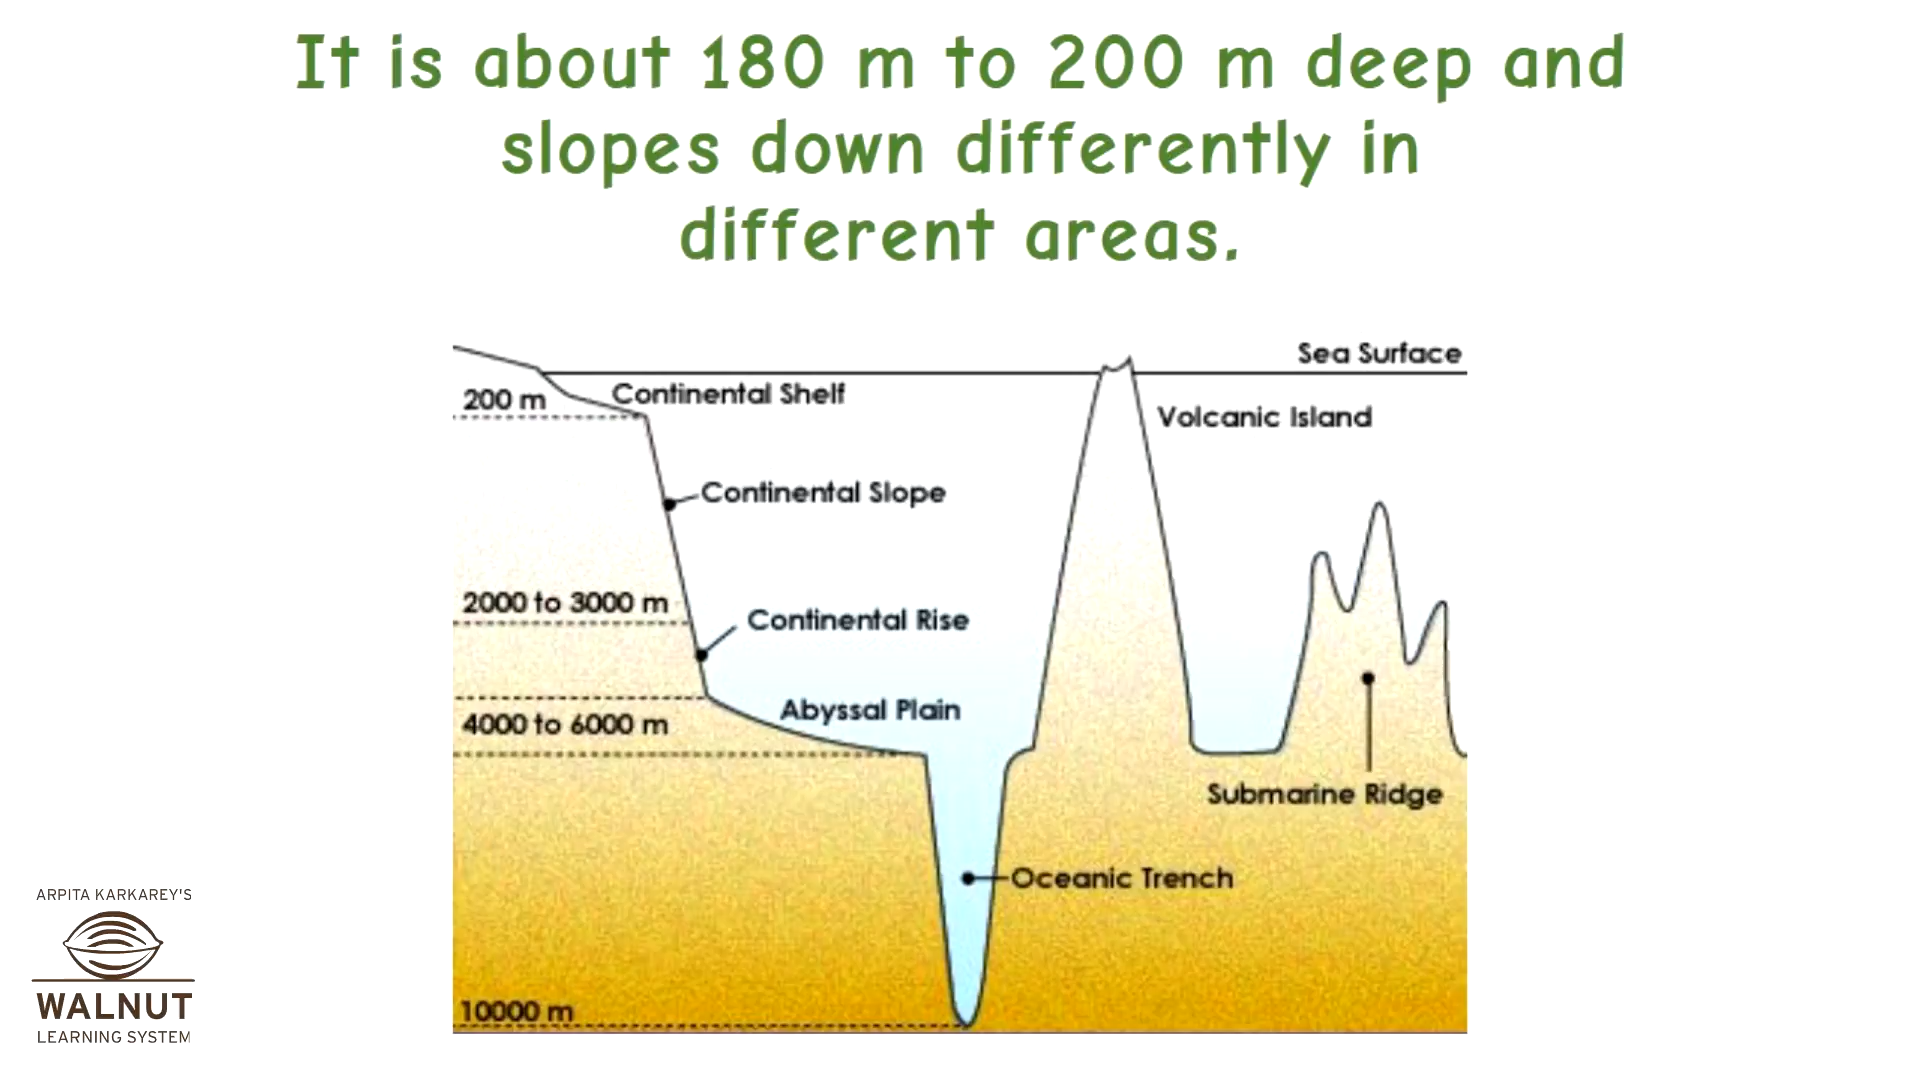 It is about 180 m to 200 m deep and
slopes down differently in
different areas.
Sea Surface
200 m
Continental Shelf
Volcanic Island
Continental Slope
2000 to 3000 m
Continental Rise
Abyssal Plain
4000 to 6000 m
Submarine Ridge
Oceanic Trench
10000 m
ARPITA KARKAREY'S
WALNUT
LEARNING SYSTEM